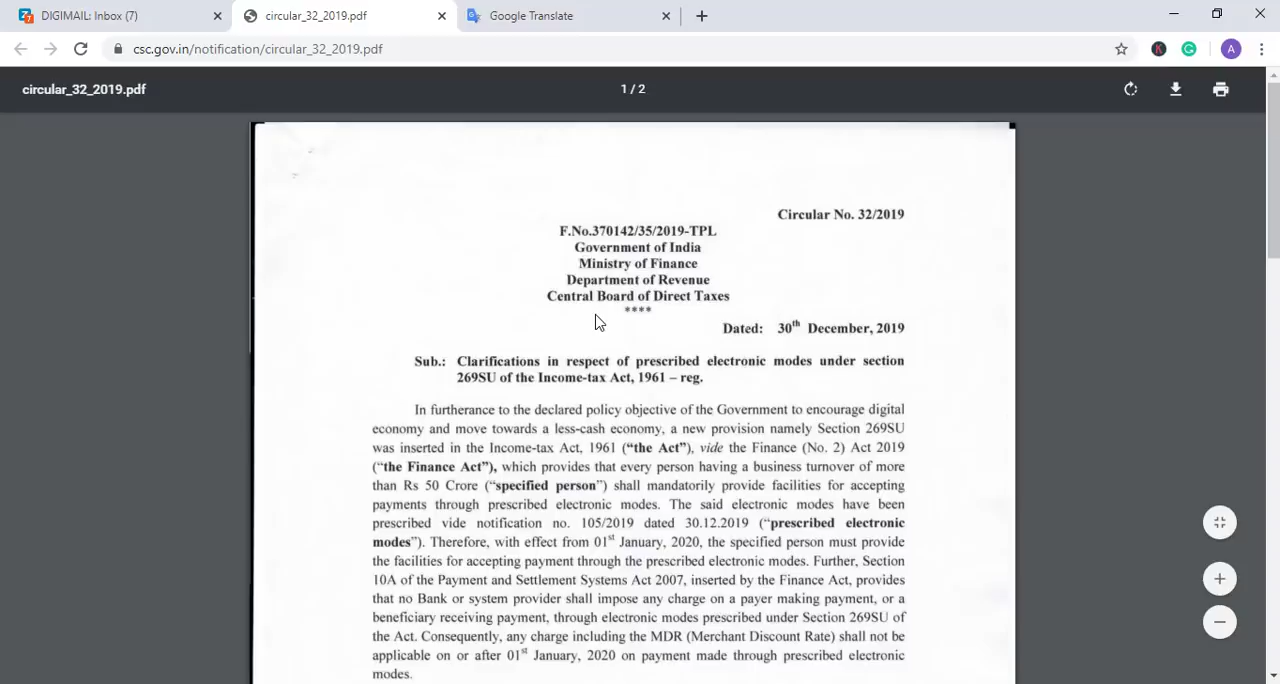 DIGIMAIL: Inbox (7)
circular_32_2019.pdf
Google Translate
csc.gov.in/notification/circular_32_2019.pdf
A
circular_32_2019.pdf
1 / 2
Circular No. 32/2019
F.No.370142/35/2019-TPL
Government of India
Ministry of Finance
Department of Revenue
Central Board of Direct Taxes
****
Dated: 30th December, 2019
Sub.: Clarifications in respect of prescribed electronic modes under section
269SU of the Income-tax Act, 1961 – reg.
In furtherance to the declared policy objective of the Government to encourage digital
economy and move towards a less-cash economy, a new provision namely Section 269SU
was inserted in the Income-tax Act, 1961 (“the Act”), vide the Finance (No. 2) Act 2019
(“the Finance Act”), which provides that every person having a business turnover of more
than Rs 50 Crore (“specified person”) shall mandatorily provide facilities for accepting
payments through prescribed electronic modes. The said electronic modes have been
prescribed vide notification no. 105/2019 dated 30.12.2019 (“prescribed electronic
modes”). Therefore, with effect from 01st January, 2020, the specified person must provide
the facilities for accepting payment through the prescribed electronic modes. Further, Section
10A of the Payment and Settlement Systems Act 2007, inserted by the Finance Act, provides
that no Bank or system provider shall impose any charge on a payer making payment, or a
beneficiary receiving payment, through electronic modes prescribed under Section 269SU of
the Act. Consequently, any charge including the MDR (Merchant Discount Rate) shall not be
applicable on or after 01st January, 2020 on payment made through prescribed electronic
modes.